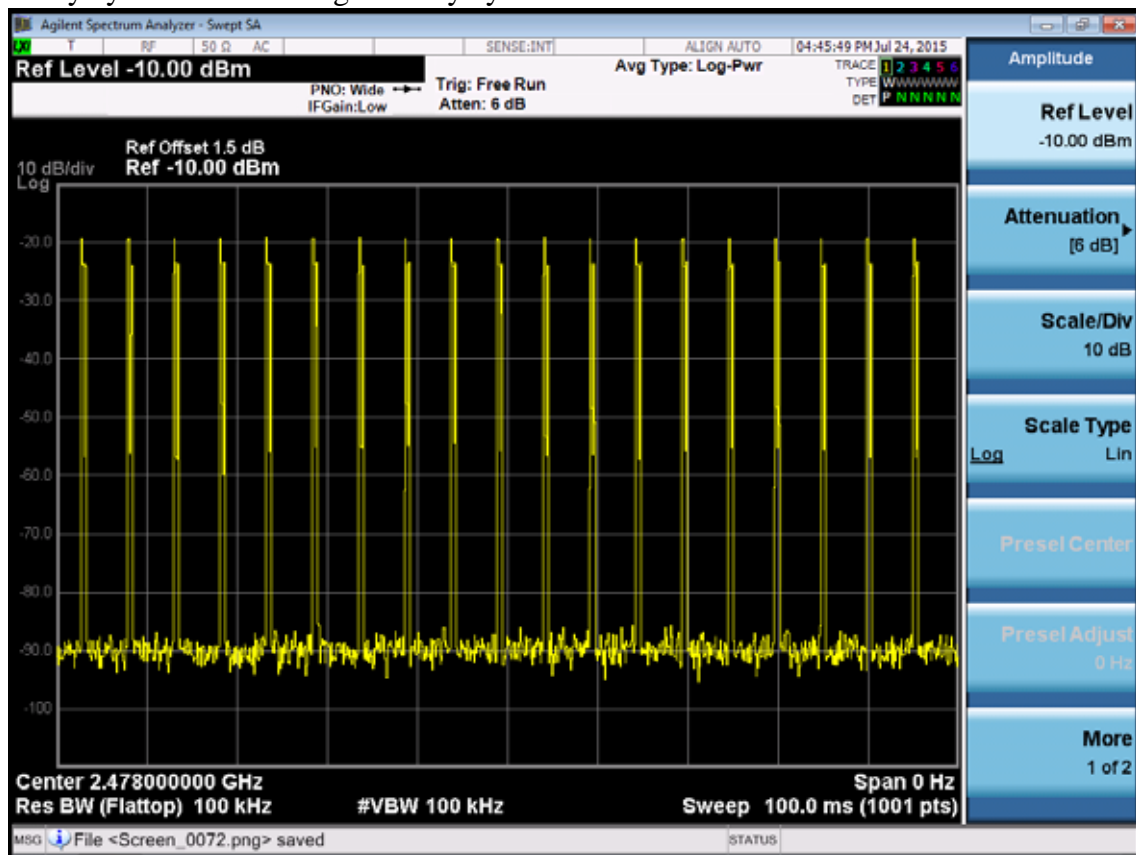 Agilent Spectrum Analyzer - Swept SA
T RF 50 Ω AC SENSE:INT ALIGN AUTO 04:45:49 PM Jul 24, 2015
Ref Level -10.00 dBm
PNO: Wide
IFGain:Low
Trig: Free Run
Atten: 6 dB
Avg Type: Log-Pwr
TRACE 1 2 3 4 5 6
TYPE WWWWWW
DET P N N N N N
Ref Offset 1.5 dB
10 dB/div Ref -10.00 dBm
Log
-20.0
-30.0
-40.0
-50.0
-60.0
-70.0
-80.0
-90.0
-100
Center 2.478000000 GHz Span 0 Hz
Res BW (Flattop) 100 kHz #VBW 100 kHz Sweep 100.0 ms (1001 pts)
MSG File <Screen_0072.png> saved STATUS
Amplitude
Ref Level
-10.00 dBm
Attenuation
[6 dB]
Scale/Div
10 dB
Scale Type
Log Lin
Presel Center
Presel Adjust
0 Hz
More
1 of 2